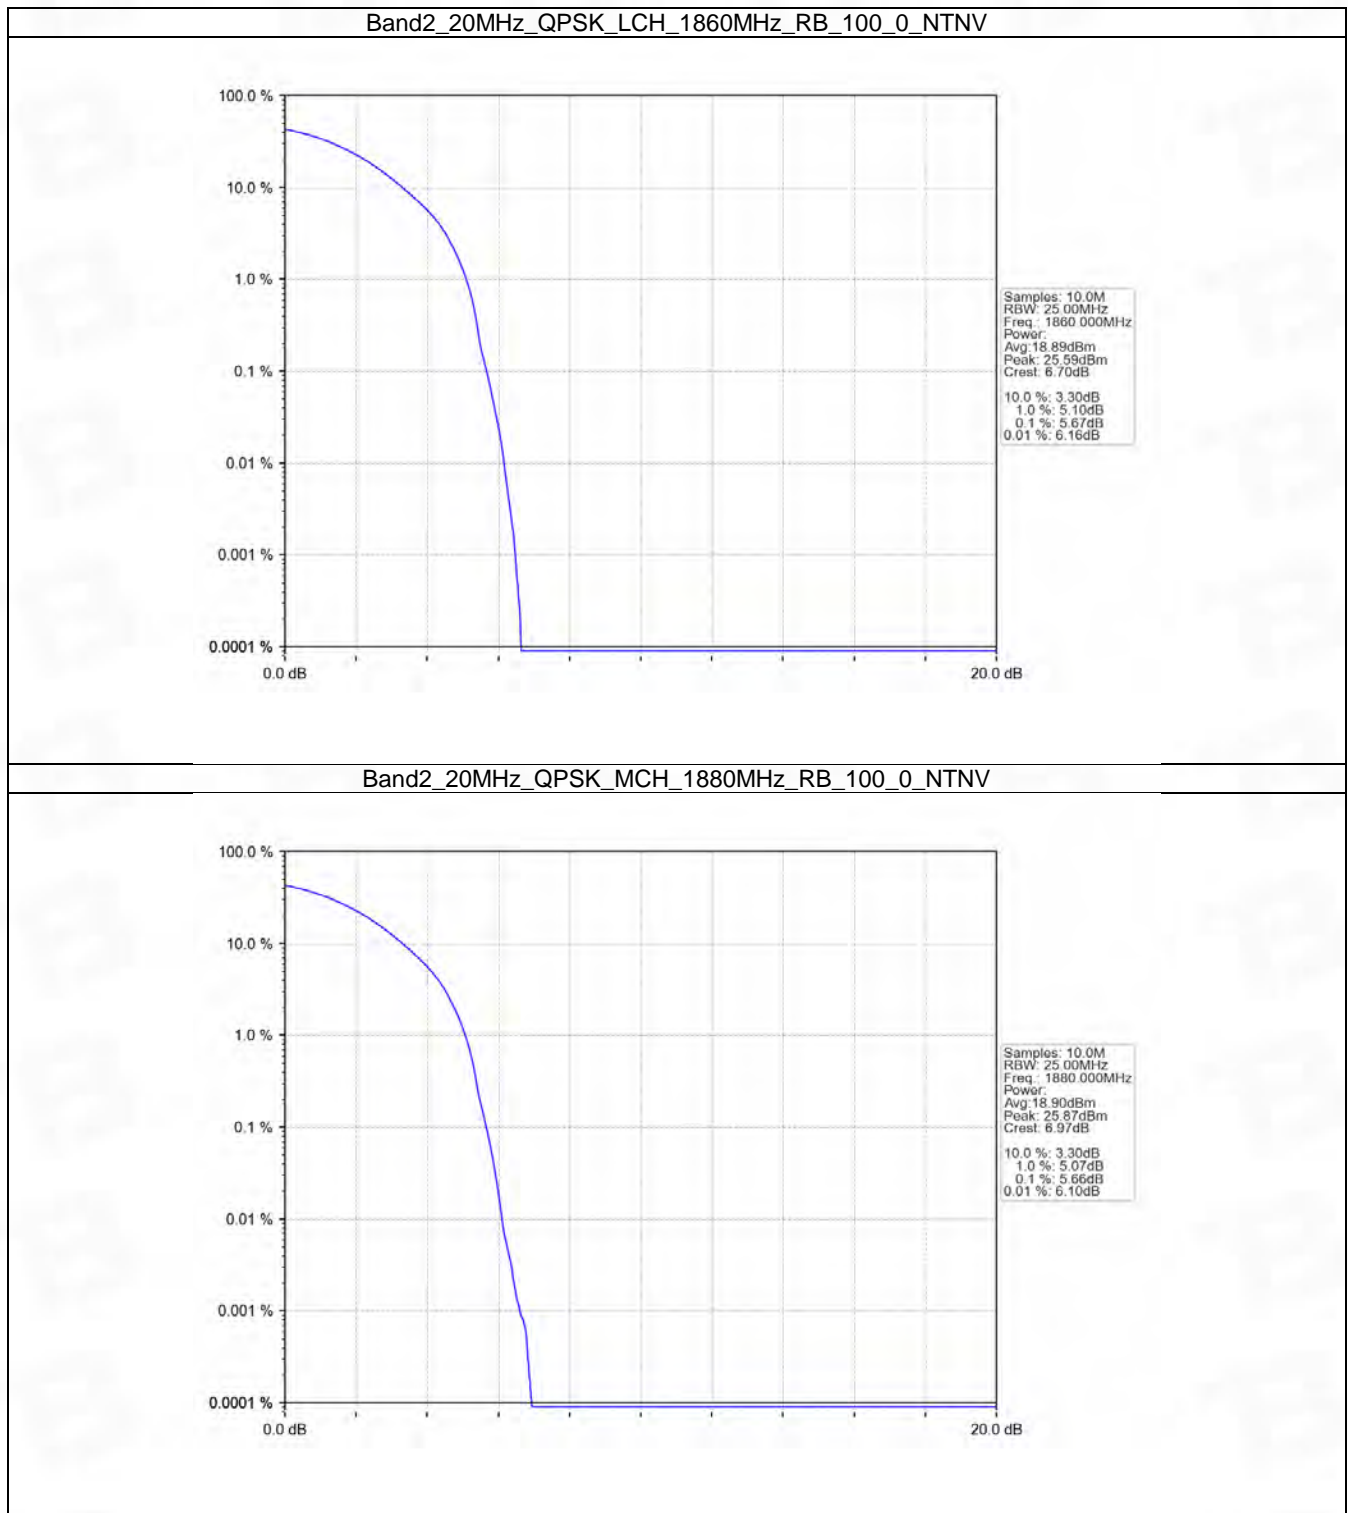 Band2_20MHz_QPSK_LCH_1860MHz_RB_100_0_NTNV
100.0 %
10.0 %
1.0 %
0.1 %
0.01 %
0.001 %
0.0001 %
0.0 dB
20.0 dB
Samples: 10.0M
RBW: 25.00MHz
Freq.: 1860.000MHz
Power:
Avg:18.89dBm
Peak: 25.59dBm
Crest: 6.70dB
10.0 %: 3.30dB
1.0 %: 5.10dB
0.1 %: 5.67dB
0.01 %: 6.16dB
Band2_20MHz_QPSK_MCH_1880MHz_RB_100_0_NTNV
100.0 %
10.0 %
1.0 %
0.1 %
0.01 %
0.001 %
0.0001 %
0.0 dB
20.0 dB
Samples: 10.0M
RBW: 25.00MHz
Freq.: 1880.000MHz
Power:
Avg:18.90dBm
Peak: 25.87dBm
Crest: 6.97dB
10.0 %: 3.30dB
1.0 %: 5.07dB
0.1 %: 5.66dB
0.01 %: 6.10dB